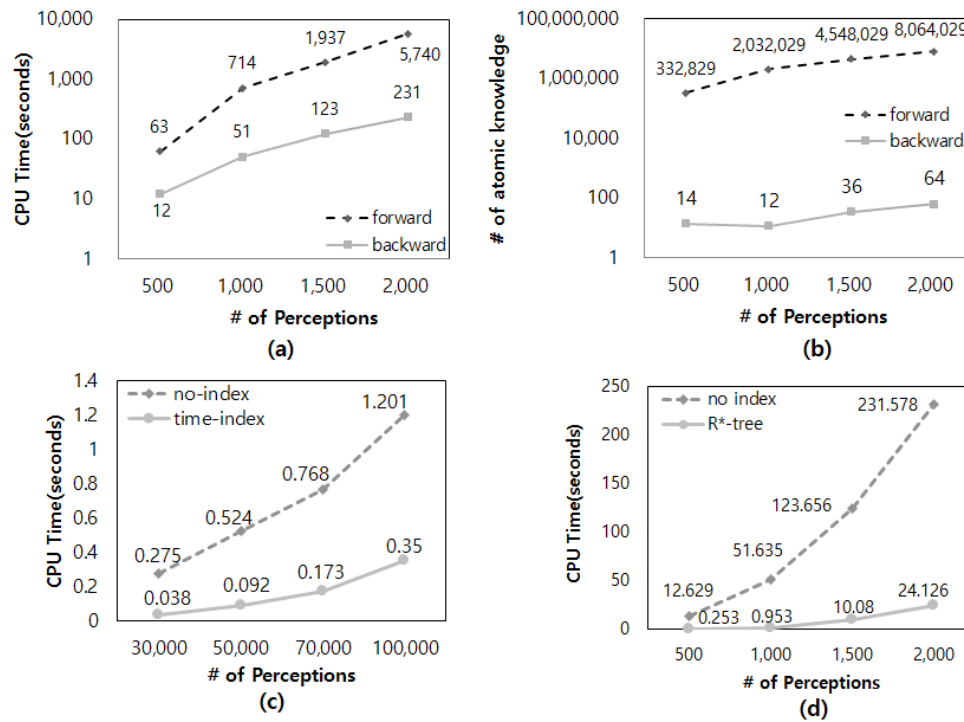 10,000
1,000
100
10
1
CPU Time(seconds)
63
714
1,937
5,740
12
51
123
231
forward
backward
500 1,000 1,500 2,000
# of Perceptions
(a)
100,000,000
1,000,000
10,000
100
1
# of atomic knowledge
332,829
2,032,029
4,548,029
8,064,029
forward
backward
14
12
36
64
500 1,000 1,500 2,000
# of Perceptions
(b)
1.4
1.2
1
0.8
0.6
0.4
0.2
0
CPU Time(seconds)
no-index
time-index
0.275
0.524
0.768
1.201
0.038
0.092
0.173
0.35
30,000 50,000 70,000 100,000
# of Perceptions
(c)
250
200
150
100
50
0
CPU Time(seconds)
no index
R*-tree
12.629
51.635
123.656
231.578
0.253
0.953
10.08
24.126
500 1,000 1,500 2,000
# of Perceptions
(d)